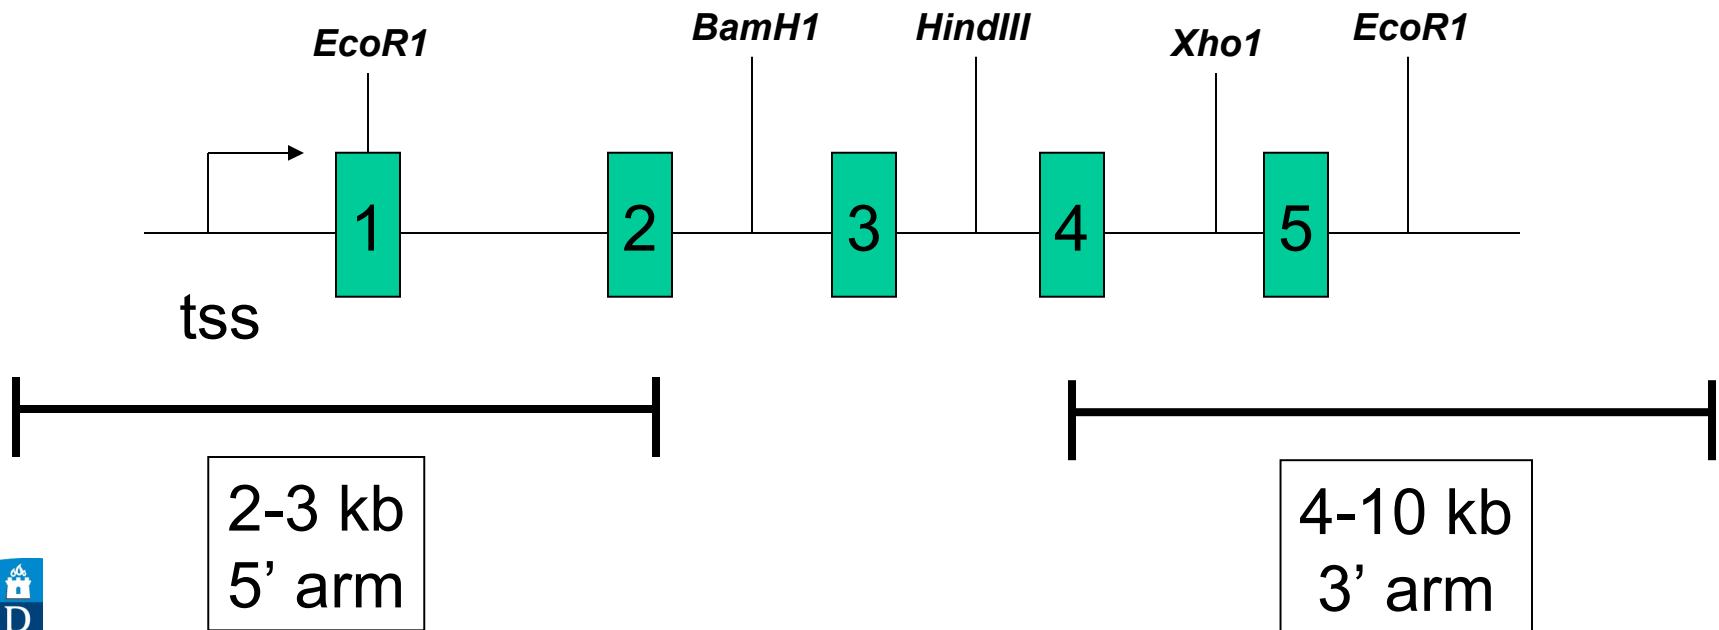 EcoR1
BamH1
HindIII
Xho1
EcoR1
1
2
3
4
5
tss
2-3 kb
5’ arm
4-10 kb
3’ arm
D